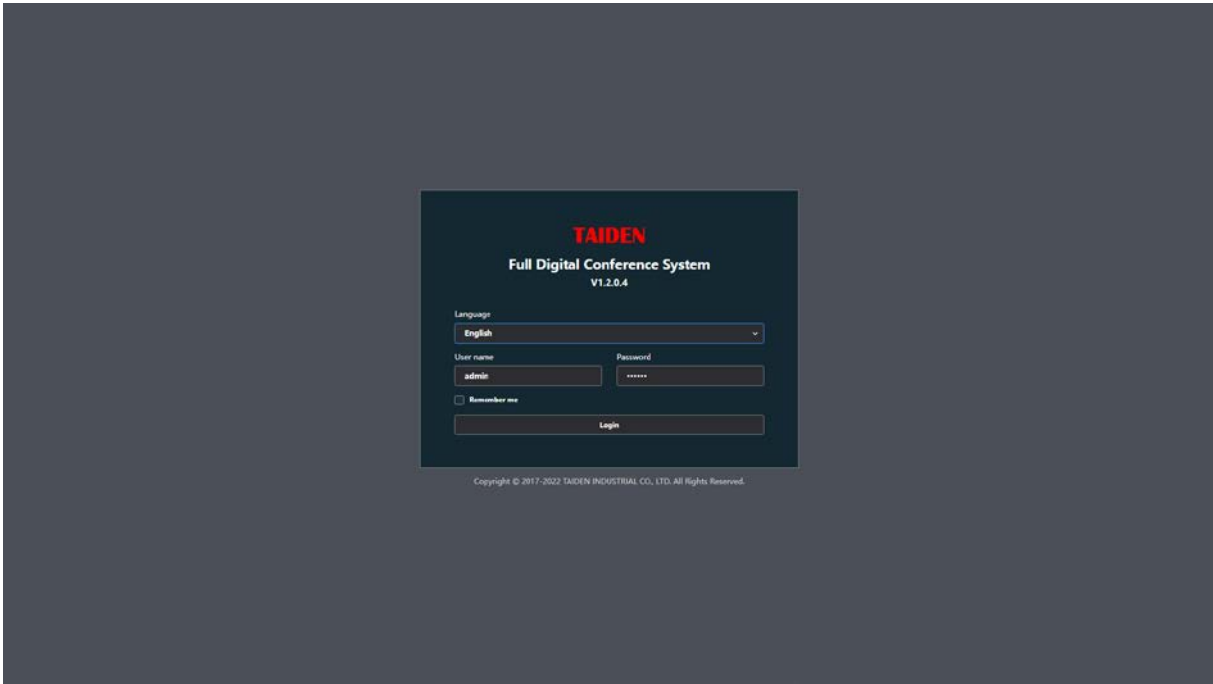 TAIDEN
Full Digital Conference System
V1.2.0.4
Language
English
User name Password
admin ••••••
Remember me
Login
Copyright © 2017-2022 TAIDEN INDUSTRIAL CO., LTD. All Rights Reserved.